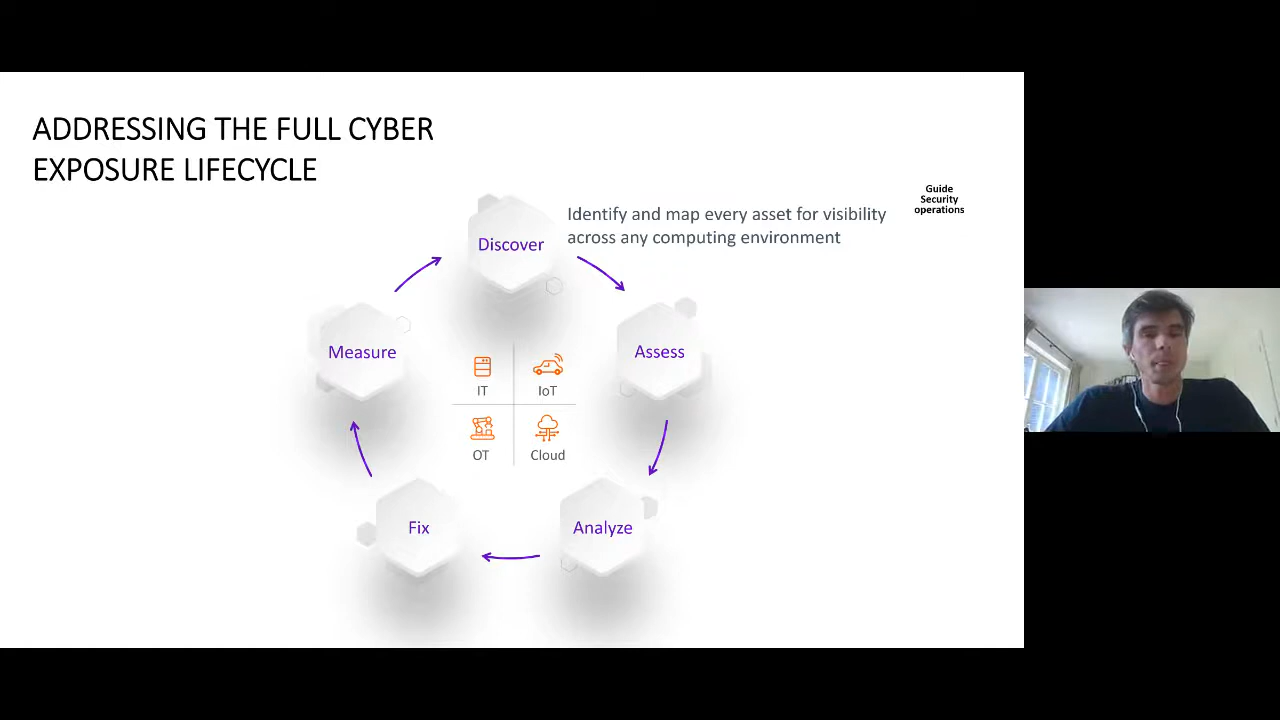 ADDRESSING THE FULL CYBER
EXPOSURE LIFECYCLE
Guide
Security
operations
Identify and map every asset for visibility
across any computing environment
Discover
Measure
Assess
IT
IoT
OT
Cloud
Fix
Analyze